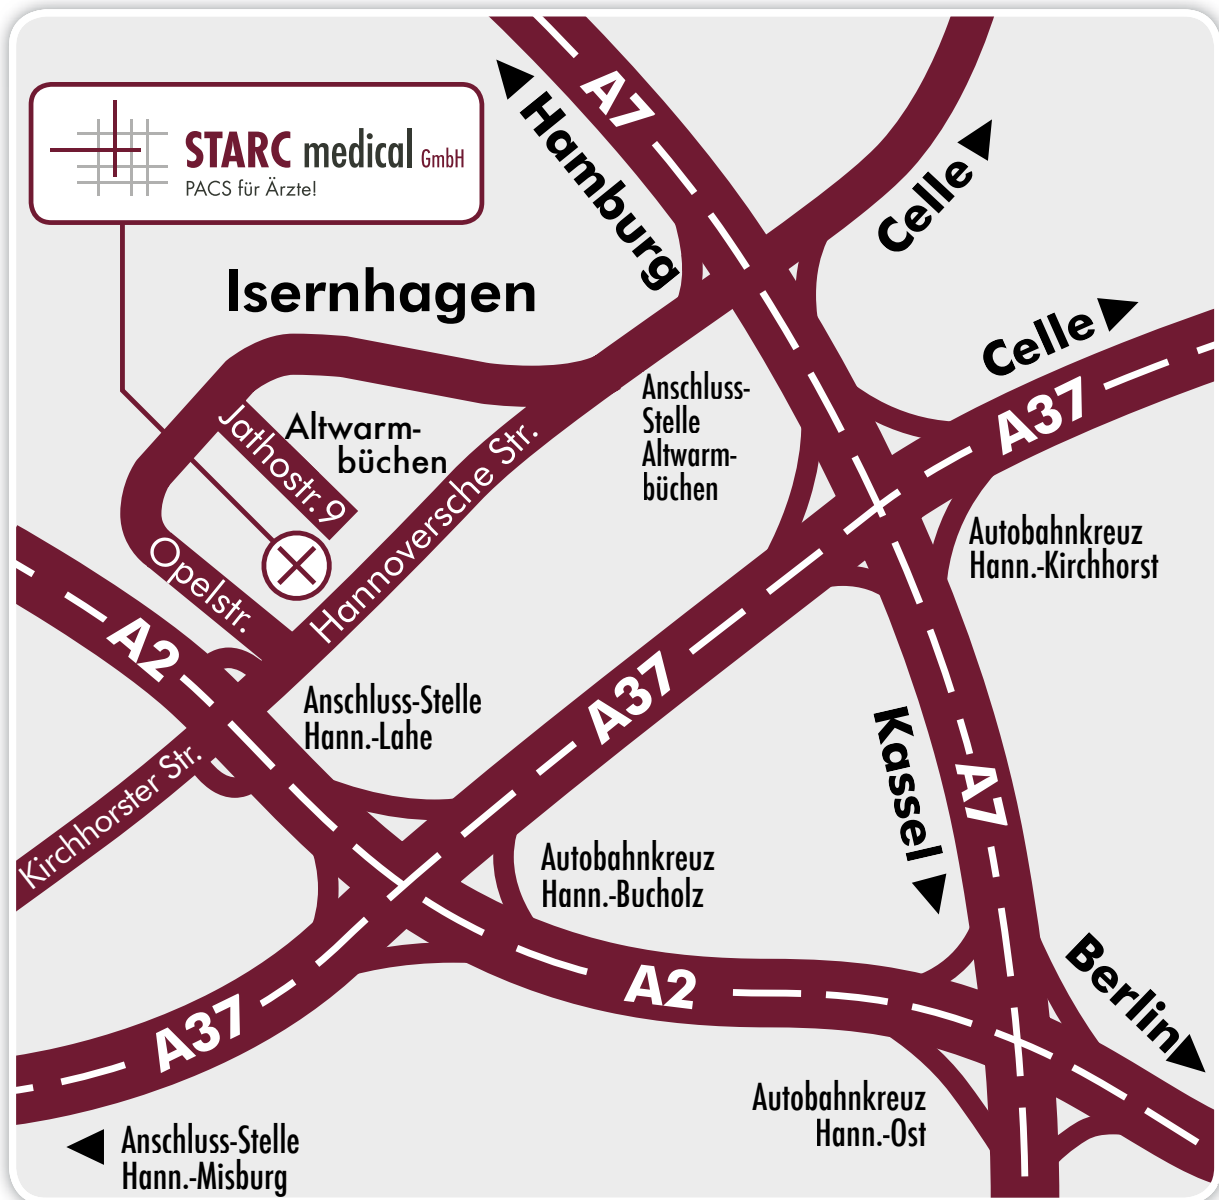 A7
Hamburg
Celle
STARC medical GmbH
PACS für Ärzte!
Isernhagen
Celle
A37
Anschluss-
Stelle
Altwarm-
büchen
Jathostr. 9
Altwarm-
büchen
Hannoversche Str.
Opelstr.
Autobahnkreuz
Hann.-Kirchhorst
A2
Anschluss-Stelle
Hann.-Lahe
A37
Kassel
A7
Kirchhorster Str.
Autobahnkreuz
Hann.-Bucholz
A2
Berlin
A37
Autobahnkreuz
Hann.-Ost
Anschluss-Stelle
Hann.-Misburg